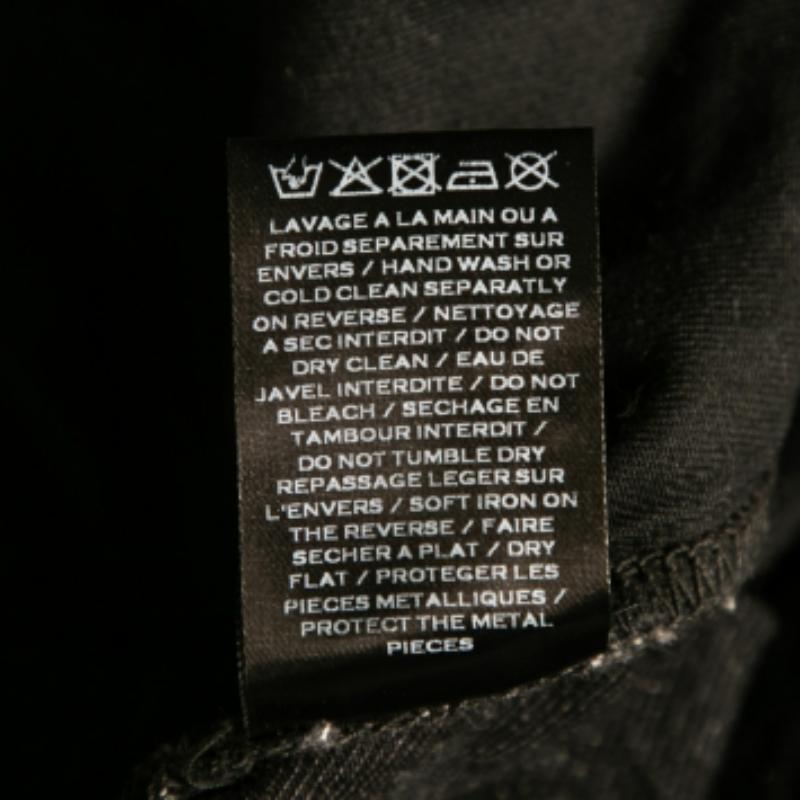 LAVAGE A LA MAIN OU A
FROID SEPAREMENT SUR
ENVERS / HAND WASH OR
COLD CLEAN SEPARATLY
ON REVERSE / NETTOYAGE
A SEC INTERDIT / DO NOT
DRY CLEAN / EAU DE
JAVEL INTERDITE / DO NOT
BLEACH / SECHAGE EN
TAMBOUR INTERDIT /
DO NOT TUMBLE DRY
REPASSAGE LEGER SUR
L'ENVERS / SOFT IRON ON
THE REVERSE / FAIRE
SECHER A PLAT / DRY
FLAT / PROTEGER LES
PIECES METALLIQUES /
PROTECT THE METAL
PIECES